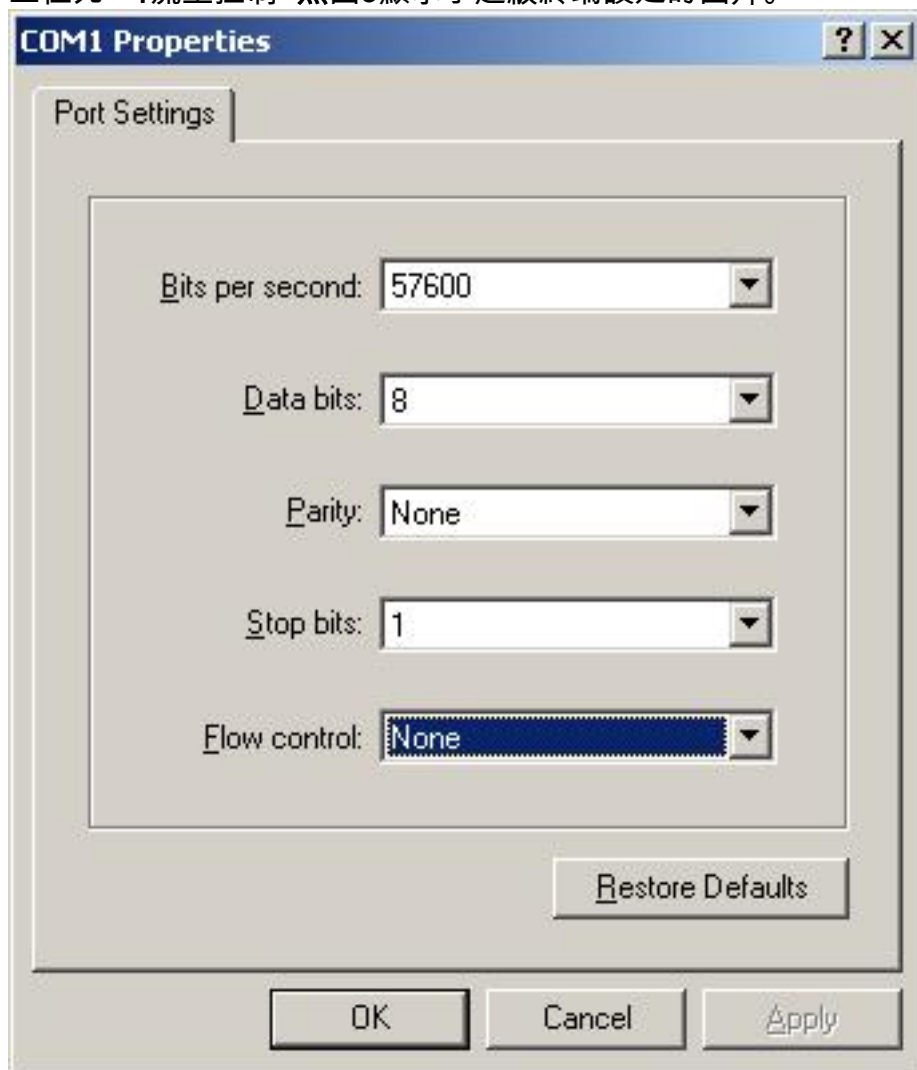 COM1 Properties
Port Settings
Bits per second: 57600
Data bits: 8
Parity: None
Stop bits: 1
Flow control: None
Restore Defaults
OK
Cancel
Apply